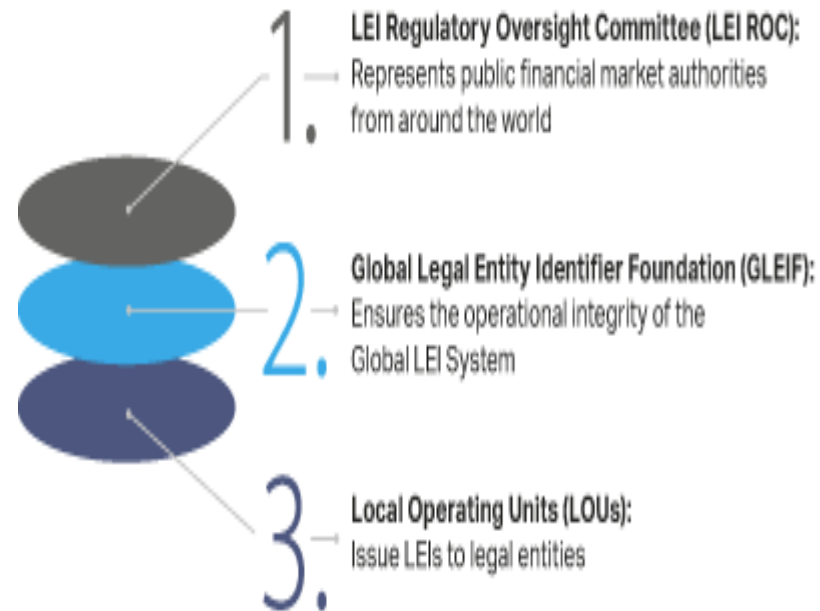 1.
LEI Regulatory Oversight Committee (LEI ROC):
Represents public financial market authorities
from around the world
2.
Global Legal Entity Identifier Foundation (GLEIF):
Ensures the operational integrity of the
Global LEI System
3.
Local Operating Units (LOUs):
Issue LEIs to legal entities